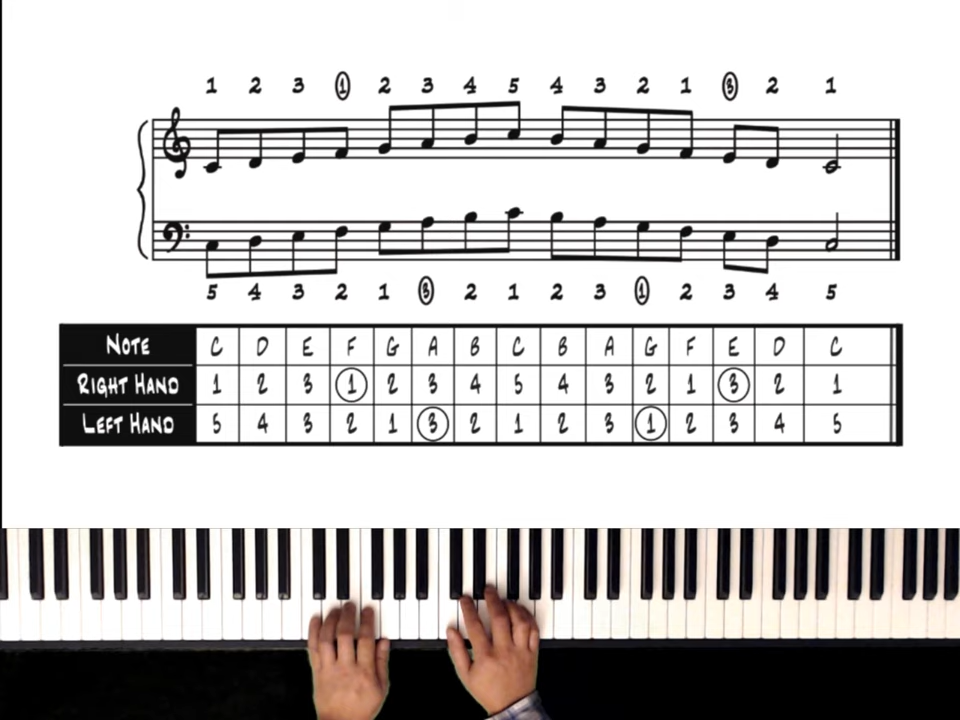 1 2 3 1 2 3 4 5 4 3 2 1 3 2 1
5 4 3 2 1 3 2 1 2 3 1 2 3 4 5
NOTE C D E F G A B C B A G F E D C
RIGHT HAND 1 2 3 1 2 3 4 5 4 3 2 1 3 2 1
LEFT HAND 5 4 3 2 1 3 2 1 2 3 1 2 3 4 5